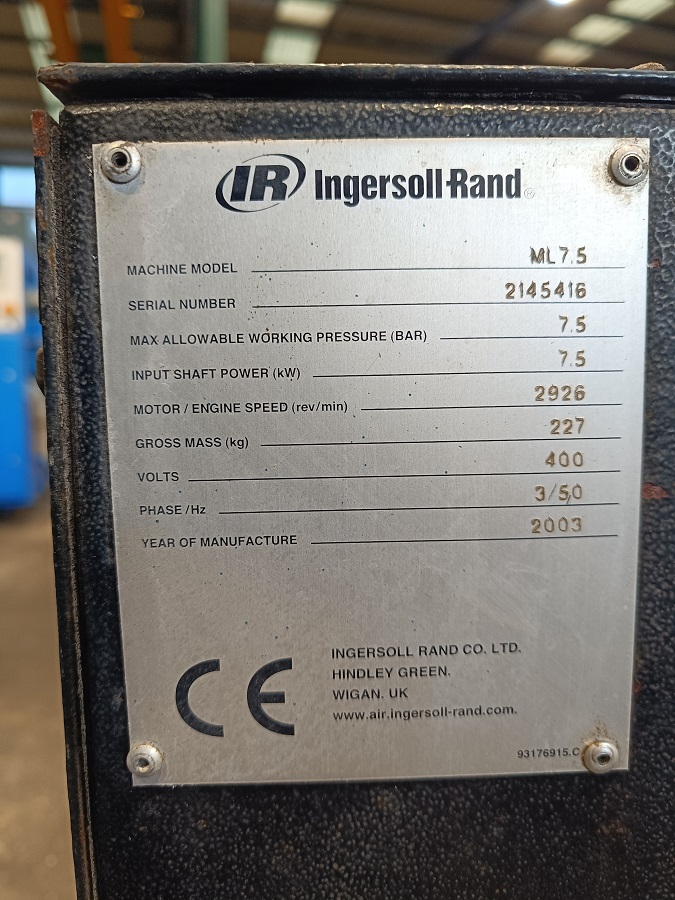 IR Ingersoll-Rand®
MACHINE MODEL ML7.5
SERIAL NUMBER 2145416
MAX ALLOWABLE WORKING PRESSURE (BAR) 7.5
INPUT SHAFT POWER (kW) 7.5
MOTOR / ENGINE SPEED (rev/min) 2926
GROSS MASS (kg) 227
VOLTS 400
PHASE /Hz 3/50
YEAR OF MANUFACTURE 2003
CE
INGERSOLL RAND CO. LTD.
HINDLEY GREEN.
WIGAN. UK
www.air.ingersoll-rand.com.
93176915.C